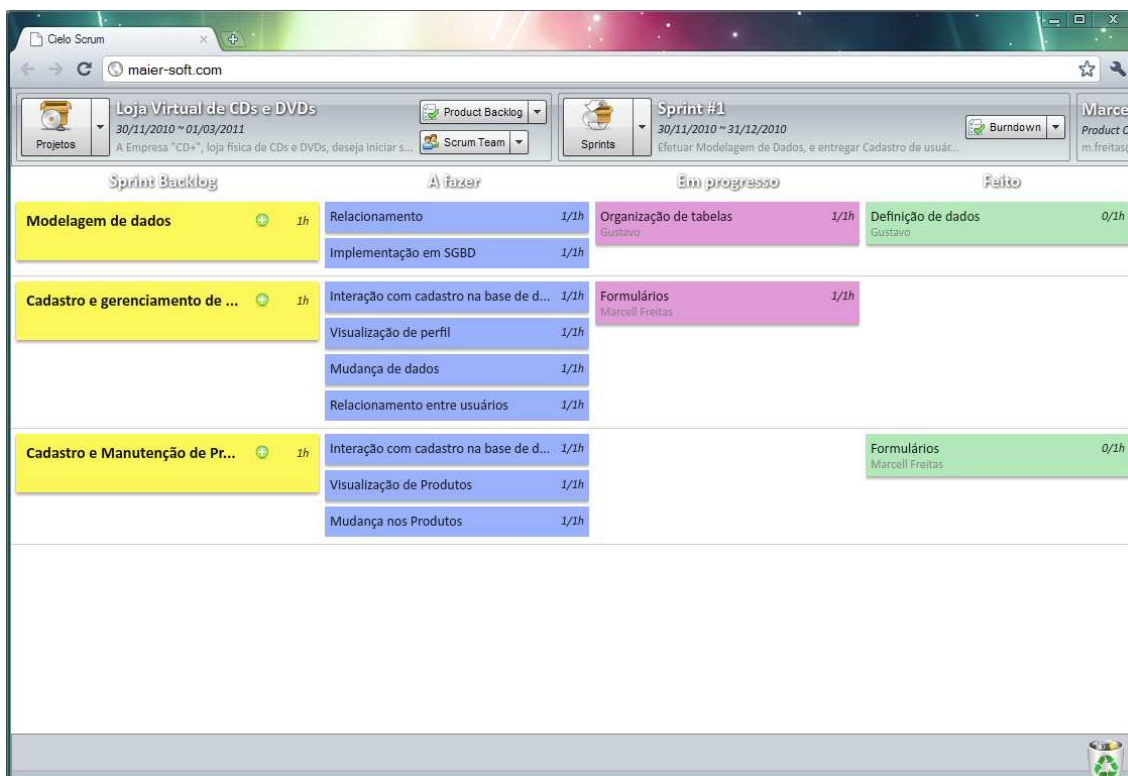 Cielo Scrum
maier-soft.com
Projetos
Loja Virtual de CDs e DVDs
30/11/2010 ~ 01/03/2011
A Empresa "CD+", loja física de CDs e DVDs, deseja iniciar s...
Product Backlog
Scrum Team
Sprints
Sprint #1
30/11/2010 ~ 31/12/2010
Efetuar Modelagem de Dados, e entregar Cadastro de usuár...
Burndown
Marce
Product O
m.freitas
Sprint Backlog
A fazer
Em progresso
Feito
Modelagem de dados 1h
Relacionamento 1/1h
Implementação em SGBD 1/1h
Organização de tabelas 1/1h
Gustavo
Definição de dados 0/1h
Gustavo
Cadastro e gerenciamento de ... 1h
Interação com cadastro na base de d... 1/1h
Visualização de perfil 1/1h
Mudança de dados 1/1h
Relacionamento entre usuários 1/1h
Formulários 1/1h
Marcell Freitas
Cadastro e Manutenção de Pr... 1h
Interação com cadastro na base de d... 1/1h
Visualização de Produtos 1/1h
Mudança nos Produtos 1/1h
Formulários 0/1h
Marcell Freitas